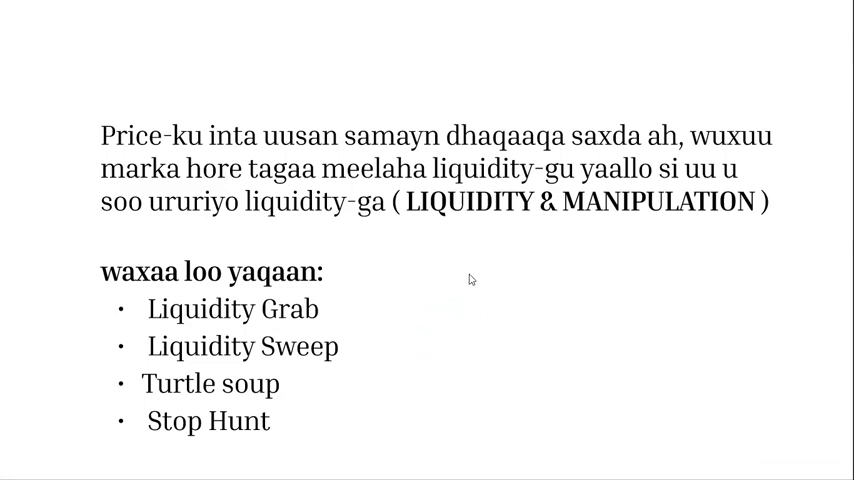 Price-ku inta uusan samayn dhaqaaqa saxda ah, wuxuu
marka hore tagaa meelaha liquidity-gu yaallo si uu u
soo ururiyo liquidity-ga ( LIQUIDITY & MANIPULATION )
waxaa loo yaqaan:
• Liquidity Grab
• Liquidity Sweep
• Turtle soup
• Stop Hunt